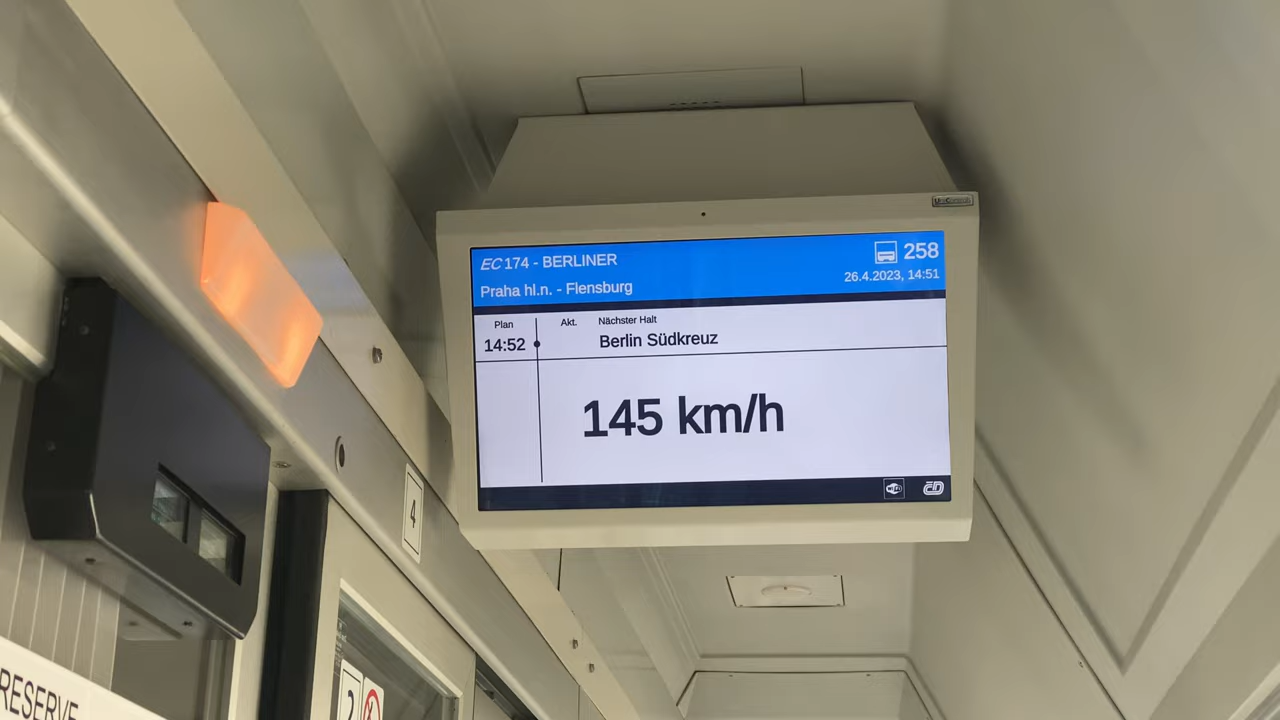 EC 174 - BERLINER
258
Praha hl.n. - Flensburg
26.4.2023, 14:51
Plan
Akt.
Nächster Halt
14:52
Berlin Südkreuz
145 km/h
WiFi
ČD
4
2
RESERVE